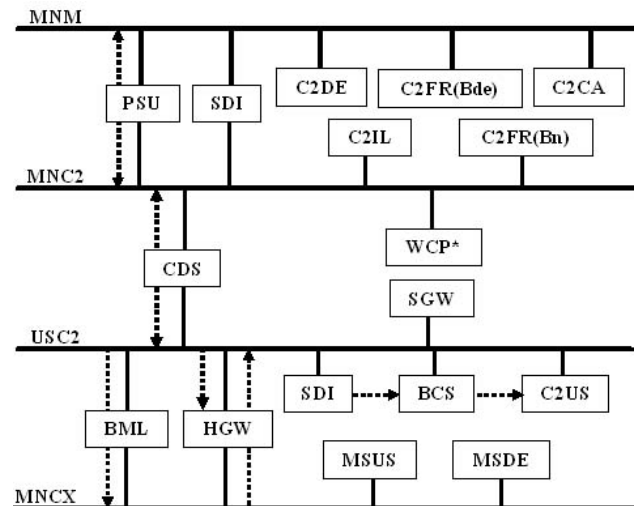 MNM
C2DE
C2FR(Bde)
C2CA
PSU
SDI
C2IL
C2FR(Bn)
MNC2
WCP*
CDS
SGW
USC2
SDI
BCS
C2US
BML
HGW
MSUS
MSDE
MNCX